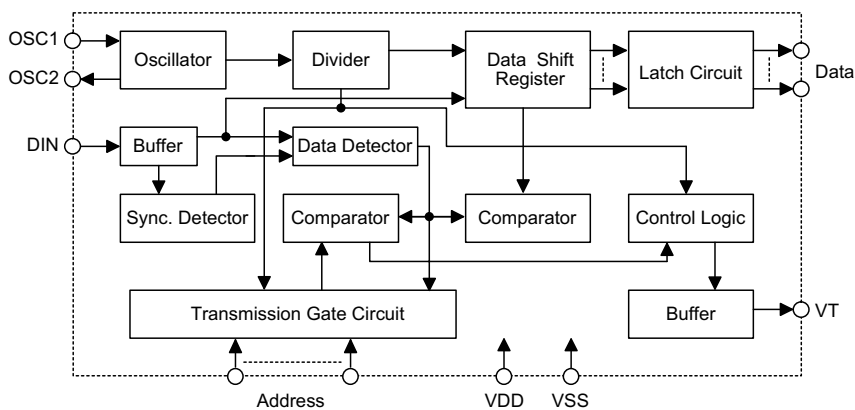 OSC1
OSC2
Oscillator
Divider
Data Shift
Register
Latch Circuit
Data
DIN
Buffer
Data Detector
Sync. Detector
Comparator
Comparator
Control Logic
Transmission Gate Circuit
Buffer
VT
Address
VDD
VSS